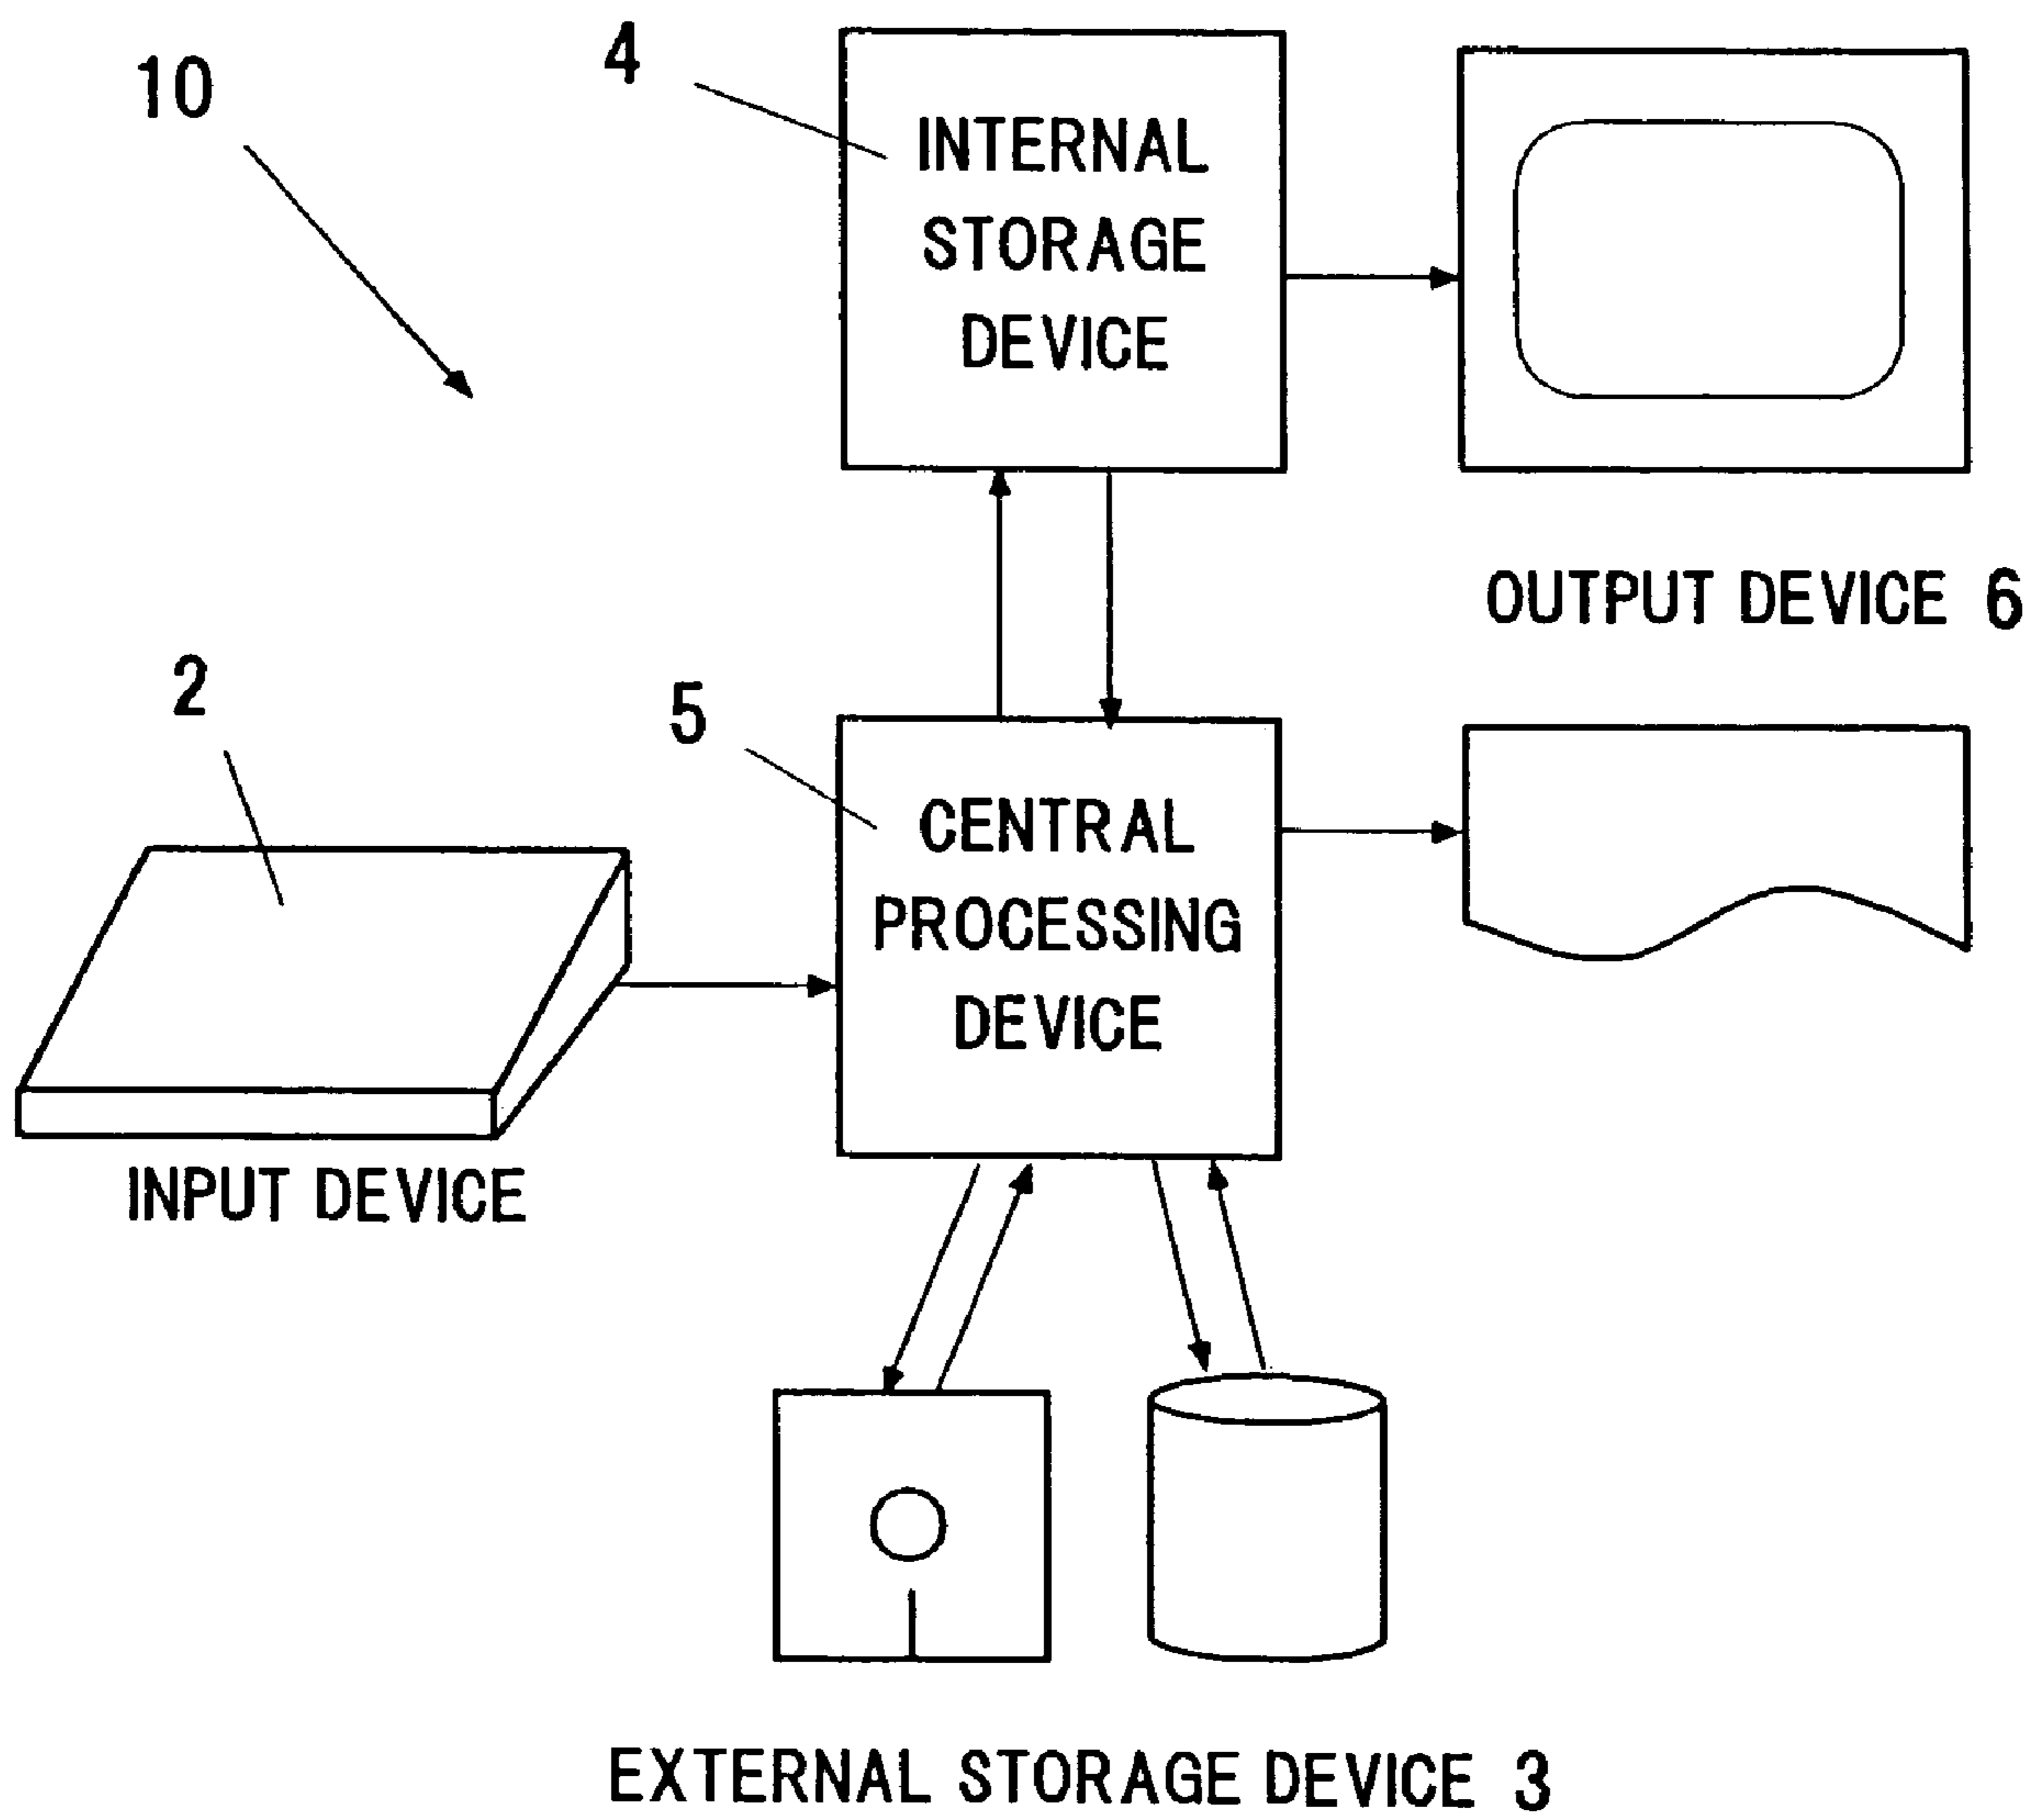 10
4
INTERNAL
STORAGE
DEVICE
OUTPUT DEVICE 6
2
5
CENTRAL
PROCESSING
DEVICE
INPUT DEVICE
EXTERNAL STORAGE DEVICE 3